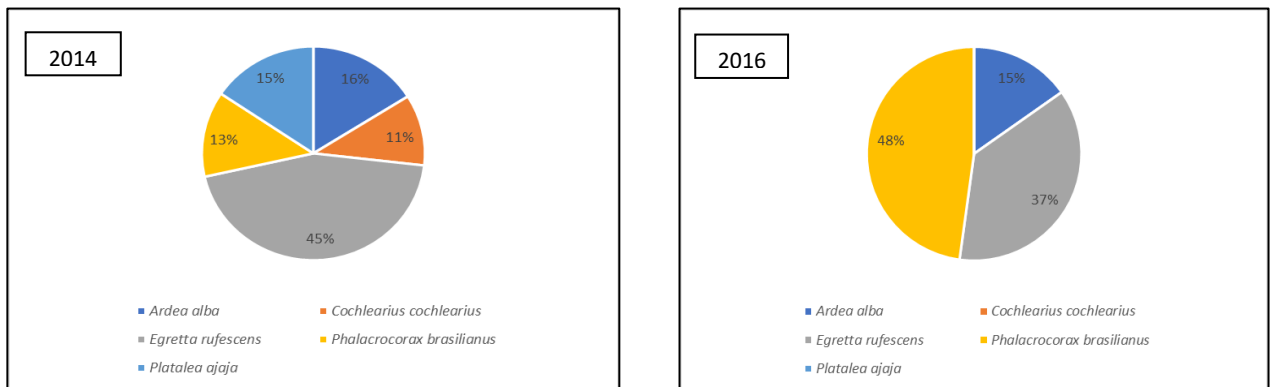 2014
15%
16%
13%
11%
45%
Ardea alba
Cochlearius cochlearius
Egretta rufescens
Phalacrocorax brasilianus
Platalea ajaja
2016
15%
48%
37%
Ardea alba
Cochlearius cochlearius
Egretta rufescens
Phalacrocorax brasilianus
Platalea ajaja